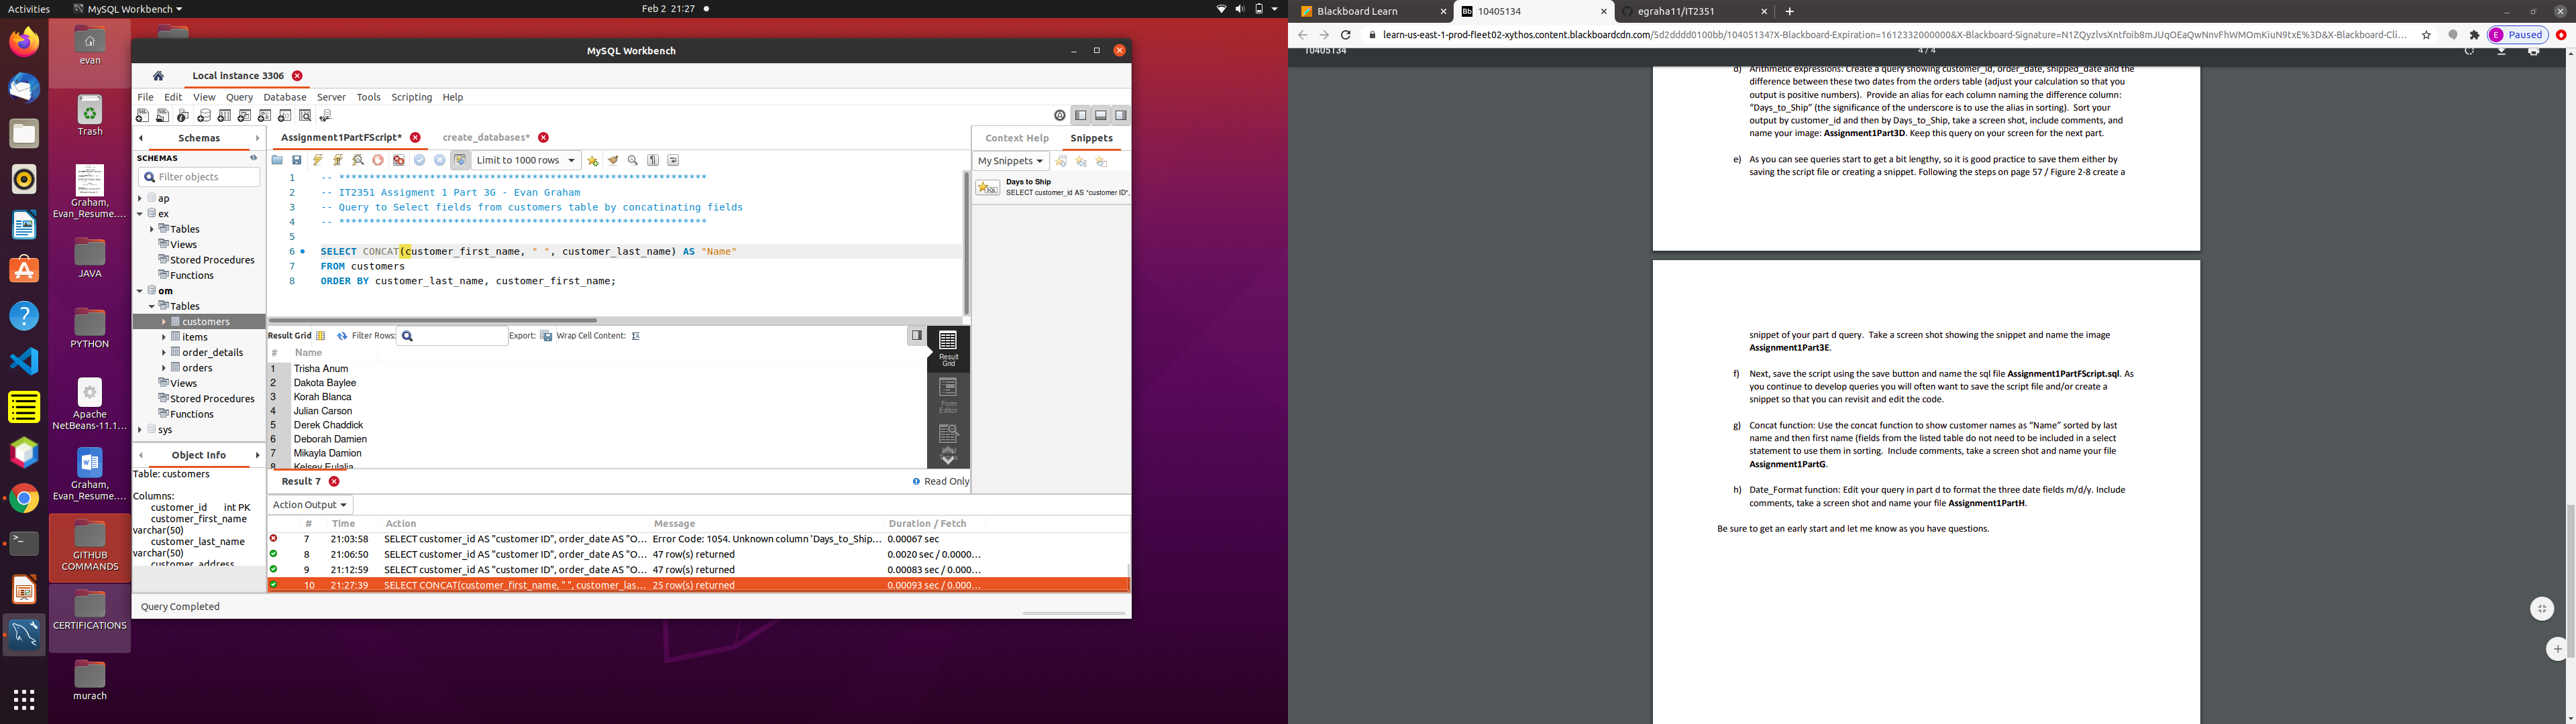 Activities
MySQL Workbench
Feb 2 21:27
evan
Trash
Graham,
Evan_Resume....
JAVA
PYTHON
Apache
NetBeans-11.1...
Graham,
Evan_Resume....
GITHUB
COMMANDS
CERTIFICATIONS
murach
MySQL Workbench
Local instance 3306
File Edit View Query Database Server Tools Scripting Help
Schemas
SCHEMAS
Filter objects
ap
ex
Tables
Views
Stored Procedures
Functions
om
Tables
customers
items
order_details
orders
Views
Stored Procedures
Functions
sys
Object Info
Table: customers
Columns:
customer_id int PK
customer_first_name
varchar(50)
customer_last_name
varchar(50)
customer_address
Assignment1PartFScript* create_databases*
Limit to 1000 rows
1 -- *************************************************************
2 -- IT2351 Assigment 1 Part 3G - Evan Graham
3 -- Query to Select fields from customers table by concatinating fields
4 -- *************************************************************
5
6 SELECT CONCAT(customer_first_name, " ", customer_last_name) AS "Name"
7 FROM customers
8 ORDER BY customer_last_name, customer_first_name;
Context Help Snippets
My Snippets
Days to Ship
SELECT customer_id AS "customer ID",
Result Grid Filter Rows: Export: Wrap Cell Content:
# Name
1 Trisha Anum
2 Dakota Baylee
3 Korah Blanca
4 Julian Carson
5 Derek Chaddick
6 Deborah Damien
7 Mikayla Damion
8 Kelsey Eulalia
Result
Grid
Form
Editor
Result 7
Read Only
Action Output
# Time Action Message Duration / Fetch
7 21:03:58 SELECT customer_id AS "customer ID", order_date AS "O... Error Code: 1054. Unknown column 'Days_to_Ship... 0.00067 sec
8 21:06:50 SELECT customer_id AS "customer ID", order_date AS "O... 47 row(s) returned 0.0020 sec / 0.0000...
9 21:12:59 SELECT customer_id AS "customer ID", order_date AS "O... 47 row(s) returned 0.00083 sec / 0.000...
10 21:27:39 SELECT CONCAT(customer_first_name, " ", customer_las... 25 row(s) returned 0.00093 sec / 0.000...
Query Completed
Blackboard Learn
Bb 10405134
egraha11/IT2351
learn-us-east-1-prod-fleet02-xythos.content.blackboardcdn.com/5d2dddd0100bb/10405134?X-Blackboard-Expiration=1612332000000&X-Blackboard-Signature=N1ZQyzlvsXntfoib8mJUqOEaQwNnvFhWMOmKiuN9txE%3D&X-Blackboard-Cli...
E Paused
10405134
4 / 4
d) Arithmetic expressions: Create a query showing customer_id, order_date, shipped_date and the
difference between these two dates from the orders table (adjust your calculation so that you
output is positive numbers). Provide an alias for each column naming the difference column:
“Days_to_Ship” (the significance of the underscore is to use the alias in sorting). Sort your
output by customer_id and then by Days_to_Ship, take a screen shot, include comments, and
name your image: Assignment1Part3D. Keep this query on your screen for the next part.
e) As you can see queries start to get a bit lengthy, so it is good practice to save them either by
saving the script file or creating a snippet. Following the steps on page 57 / Figure 2-8 create a
snippet of your part d query. Take a screen shot showing the snippet and name the image
Assignment1Part3E.
f) Next, save the script using the save button and name the sql file Assignment1PartFScript.sql. As
you continue to develop queries you will often want to save the script file and/or create a
snippet so that you can revisit and edit the code.
g) Concat function: Use the concat function to show customer names as “Name” sorted by last
name and then first name (fields from the listed table do not need to be included in a select
statement to use them in sorting. Include comments, take a screen shot and name your file
Assignment1PartG.
h) Date_Format function: Edit your query in part d to format the three date fields m/d/y. Include
comments, take a screen shot and name your file Assignment1PartH.
Be sure to get an early start and let me know as you have questions.